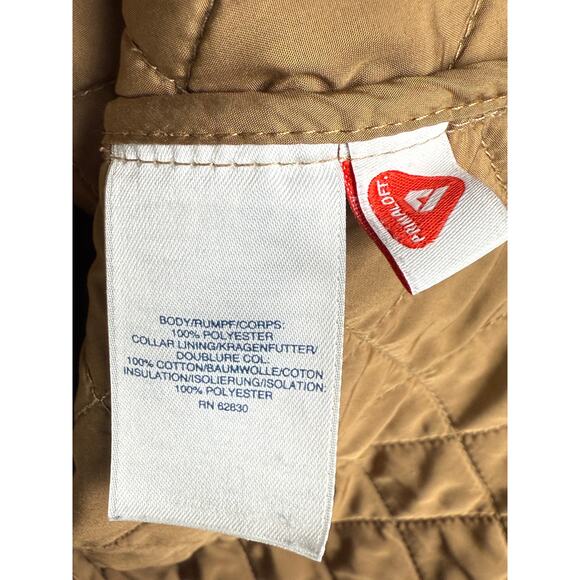 BODY/RUMPF/CORPS:
100% POLYESTER
COLLAR LINING/KRAGENFUTTER/
DOUBLURE COL:
100% COTTON/BAUMWOLLE/COTON
INSULATION/ISOLIERUNG/ISOLATION:
100% POLYESTER
RN 62830
PRIMALOFT.